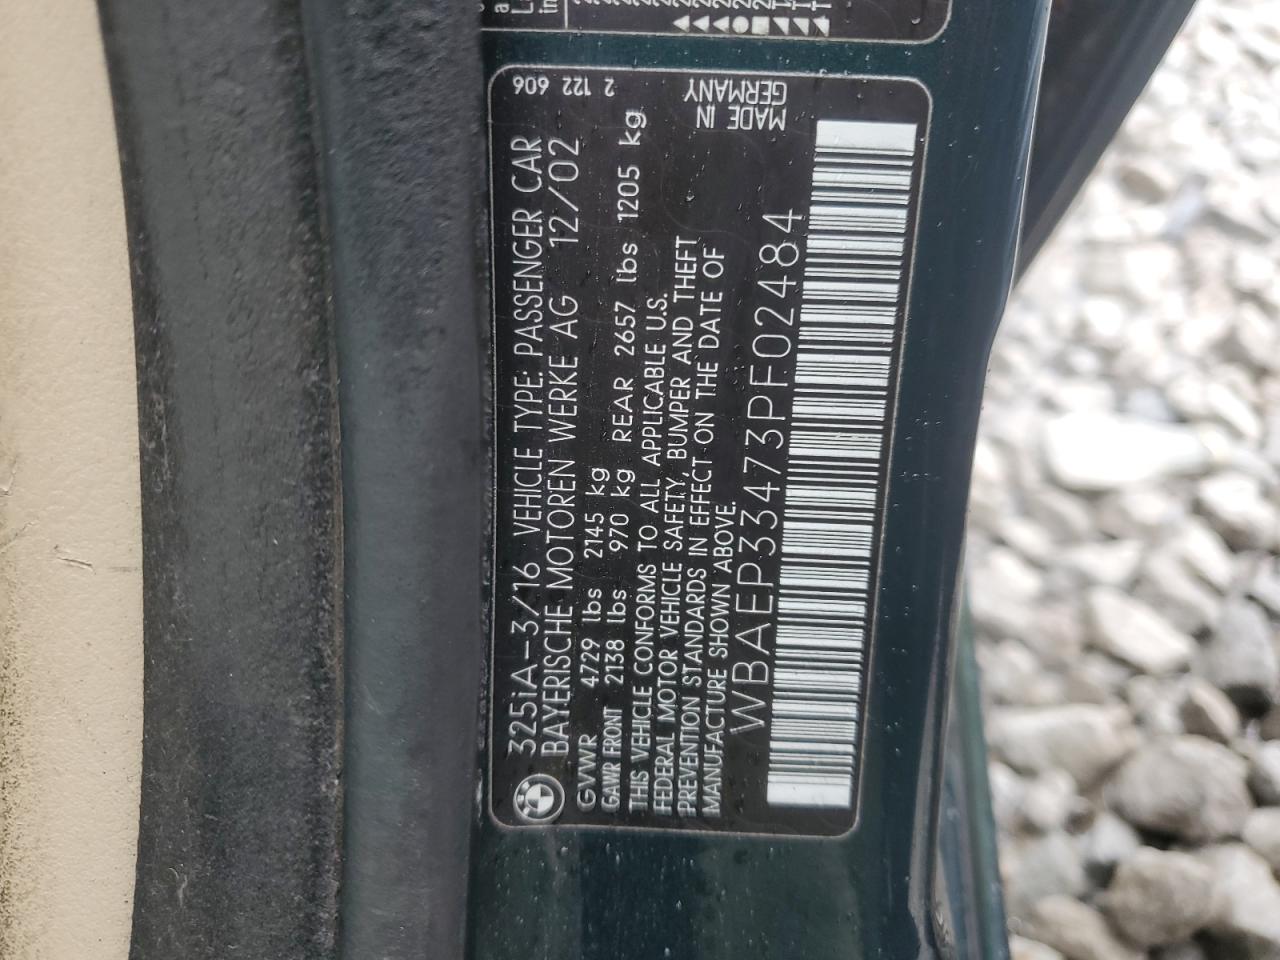 325iA-3/16 VEHICLE TYPE: PASSENGER CAR
BAYERISCHE MOTOREN WERKE AG 12/02
GVWR 4729 lbs 2145 kg
GAWR FRONT 2138 lbs 970 kg REAR 2657 lbs 1205 kg
THIS VEHICLE CONFORMS TO ALL APPLICABLE U.S.
FEDERAL MOTOR VEHICLE SAFETY, BUMPER AND THEFT
PREVENTION STANDARDS IN EFFECT ON THE DATE OF
MANUFACTURE SHOWN ABOVE.
WBAEP33473PF02484
2 122 606
MADE IN
GERMANY